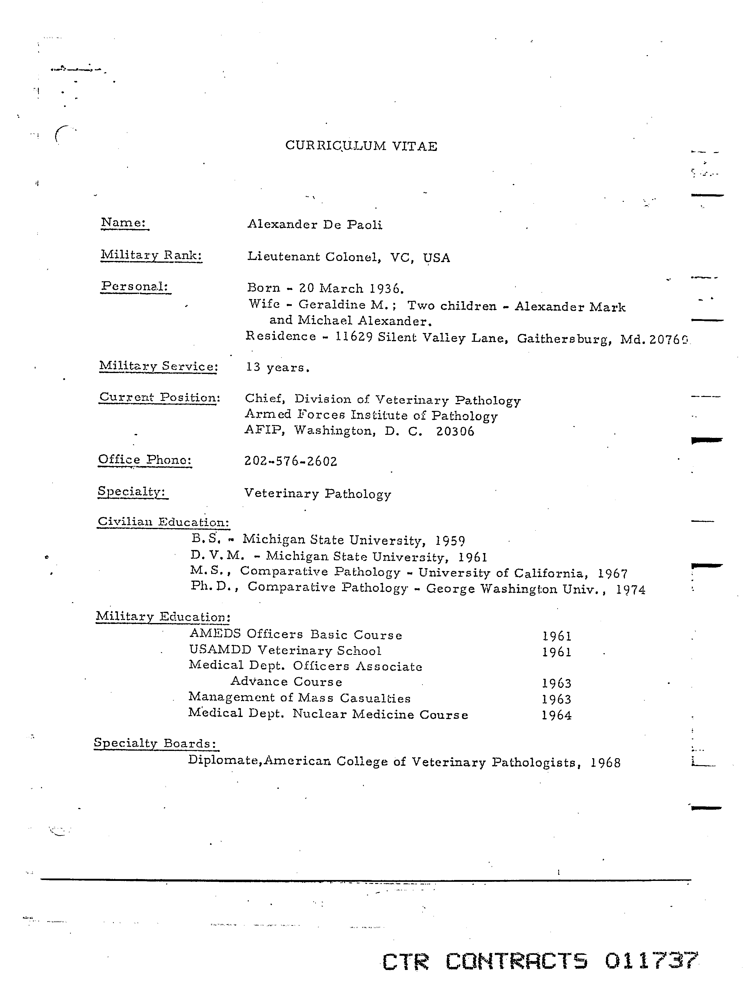 CURRICULUM VITAE
Name: Alexander De Paoli
Military Rank: Lieutenant Colonel, VC, USA
Personal: Born - 20 March 1936.
Wife - Geraldine M.; Two children - Alexander Mark
and Michael Alexander.
Residence - 11629 Silent Valley Lane, Gaithersburg, Md. 20760
Military Service: 13 years.
Current Position: Chief, Division of Veterinary Pathology
Armed Forces Institute of Pathology
AFIP, Washington, D. C. 20306
Office Phone: 202-576-2602
Specialty: Veterinary Pathology
Civilian Education:
B.S. - Michigan State University, 1959
D.V.M. - Michigan State University, 1961
M.S., Comparative Pathology - University of California, 1967
Ph.D., Comparative Pathology - George Washington Univ., 1974
Military Education:
AMEDS Officers Basic Course 1961
USAMDD Veterinary School 1961
Medical Dept. Officers Associate
Advance Course 1963
Management of Mass Casualties 1963
Medical Dept. Nuclear Medicine Course 1964
Specialty Boards:
Diplomate, American College of Veterinary Pathologists, 1968
CTR CONTRACTS 011737